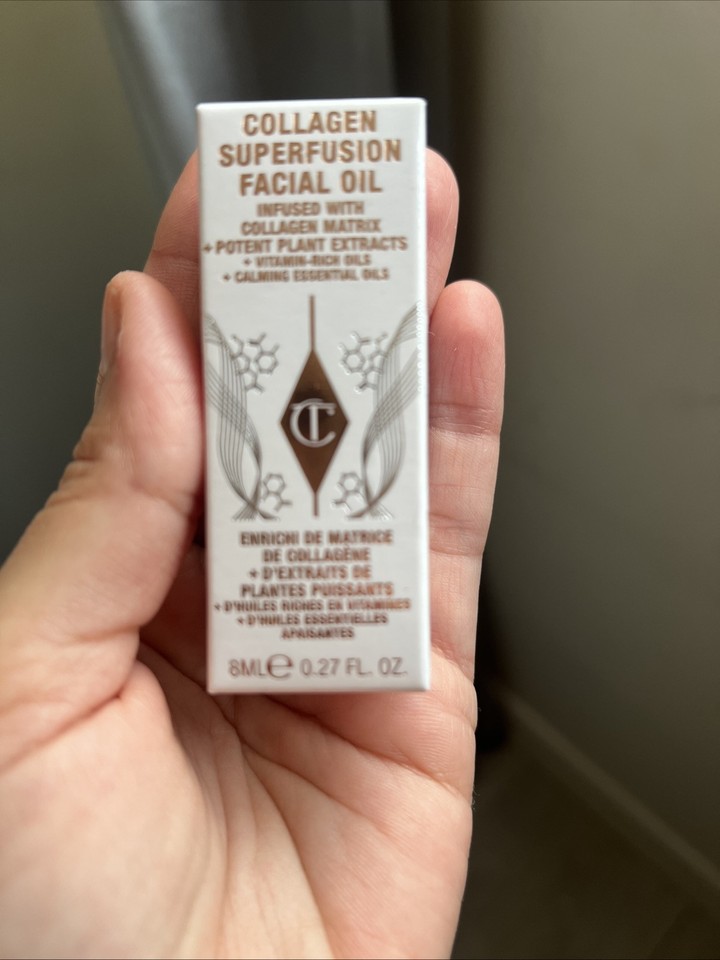 COLLAGEN
SUPERFUSION
FACIAL OIL
INFUSED WITH
COLLAGEN MATRIX
+ POTENT PLANT EXTRACTS
+ VITAMIN-RICH OILS
+ CALMING ESSENTIAL OILS
CT
ENRICHI DE MATRICE
DE COLLAGÈNE
+ D'EXTRAITS DE
PLANTES PUISSANTS
+ D'HUILES RICHES EN VITAMINES
+ D'HUILES ESSENTIELLES
APAISANTES
8ML℮ 0.27 FL. OZ.